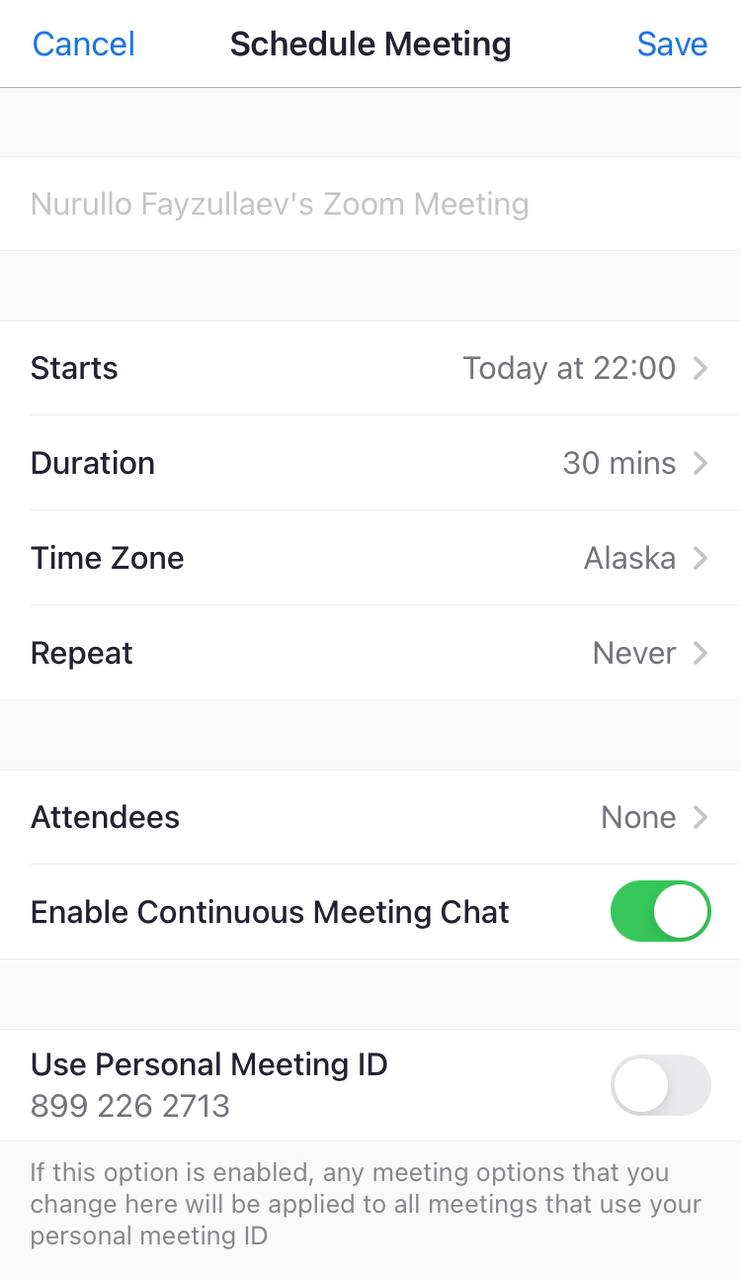 Cancel Schedule Meeting Save
Nurullo Fayzullaev's Zoom Meeting
Starts Today at 22:00
Duration 30 mins
Time Zone Alaska
Repeat Never
Attendees None
Enable Continuous Meeting Chat
Use Personal Meeting ID
899 226 2713
If this option is enabled, any meeting options that you
change here will be applied to all meetings that use your
personal meeting ID